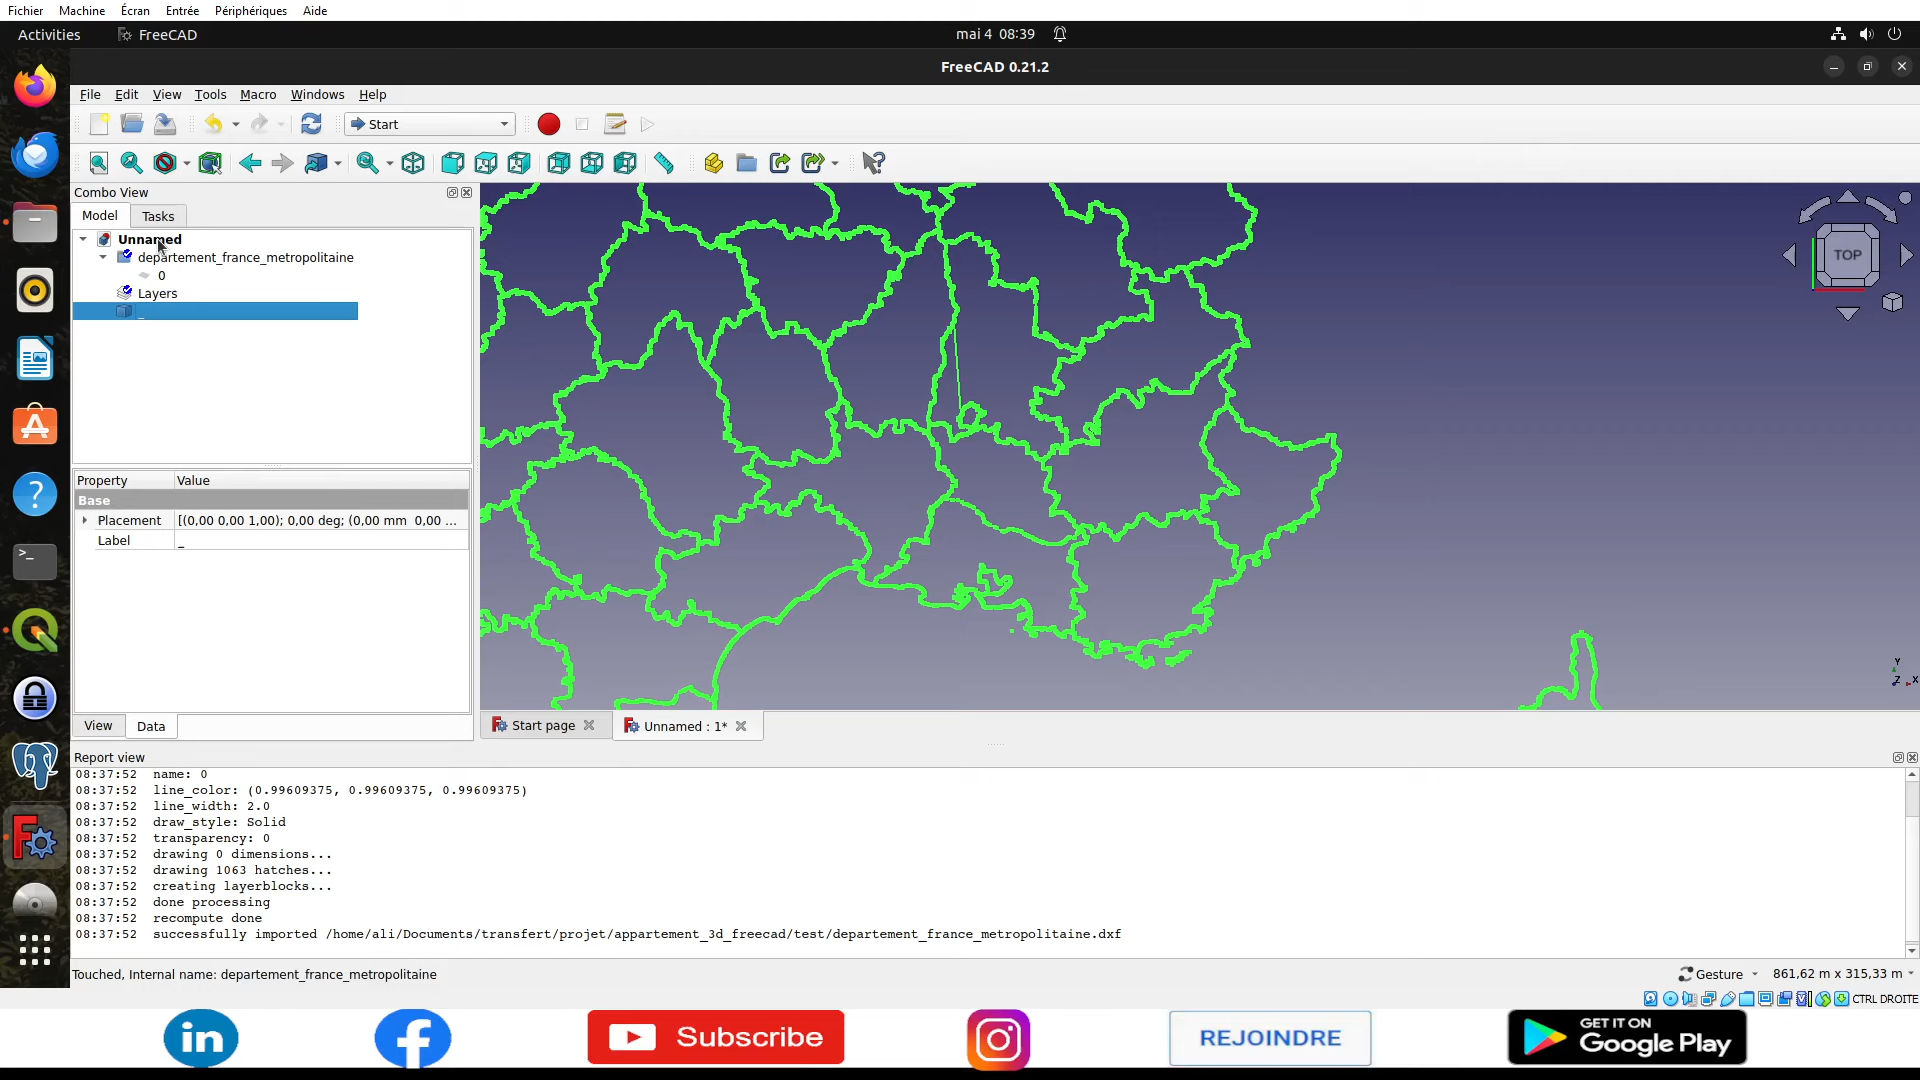 Fichier Machine Écran Entrée Périphériques Aide
Activities FreeCAD mai 4 08:39
FreeCAD 0.21.2
File Edit View Tools Macro Windows Help
Start
Combo View
Model Tasks
Unnamed
departement_france_metropolitaine
0
Layers
_
TOP
Property Value
Base
Placement [(0,00 0,00 1,00); 0,00 deg; (0,00 mm 0,00 ...
Label _
Y
Z X
View Data
Start page Unnamed : 1*
Report view
08:37:52 name: 0
08:37:52 line_color: (0.99609375, 0.99609375, 0.99609375)
08:37:52 line_width: 2.0
08:37:52 draw_style: Solid
08:37:52 transparency: 0
08:37:52 drawing 0 dimensions...
08:37:52 drawing 1063 hatches...
08:37:52 creating layerblocks...
08:37:52 done processing
08:37:52 recompute done
08:37:52 successfully imported /home/ali/Documents/transfert/projet/appartement_3d_freecad/test/departement_france_metropolitaine.dxf
Touched, Internal name: departement_france_metropolitaine
Gesture 861,62 m x 315,33 m
CTRL DROITE
in f Subscribe REJOINDRE GET IT ON
Google Play